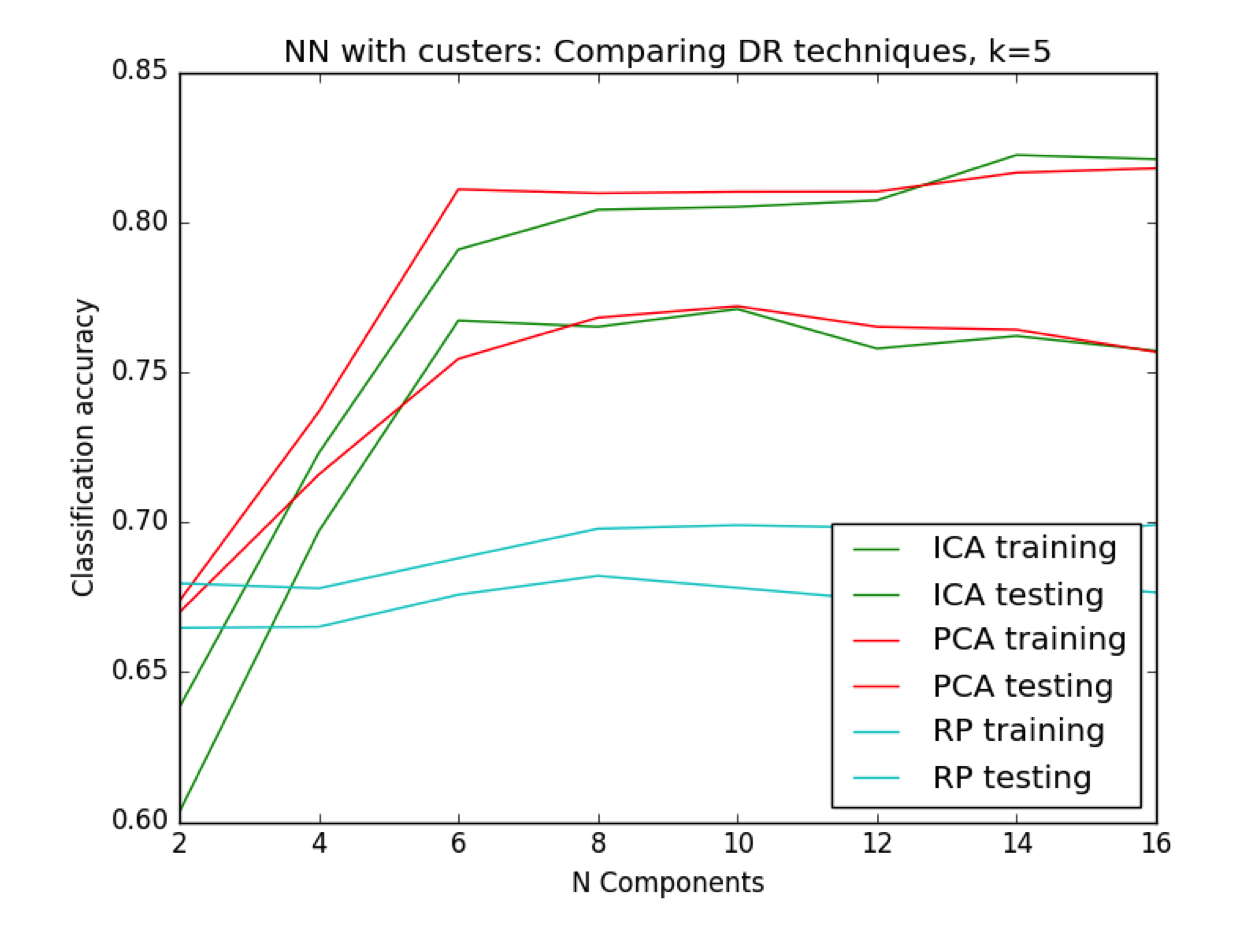 NN with custers: Comparing DR techniques, k=5
0.85
0.80
0.75
0.70
0.65
0.60
Classification accuracy
ICA training
ICA testing
PCA training
PCA testing
RP training
RP testing
2 4 6 8 10 12 14 16
N Components